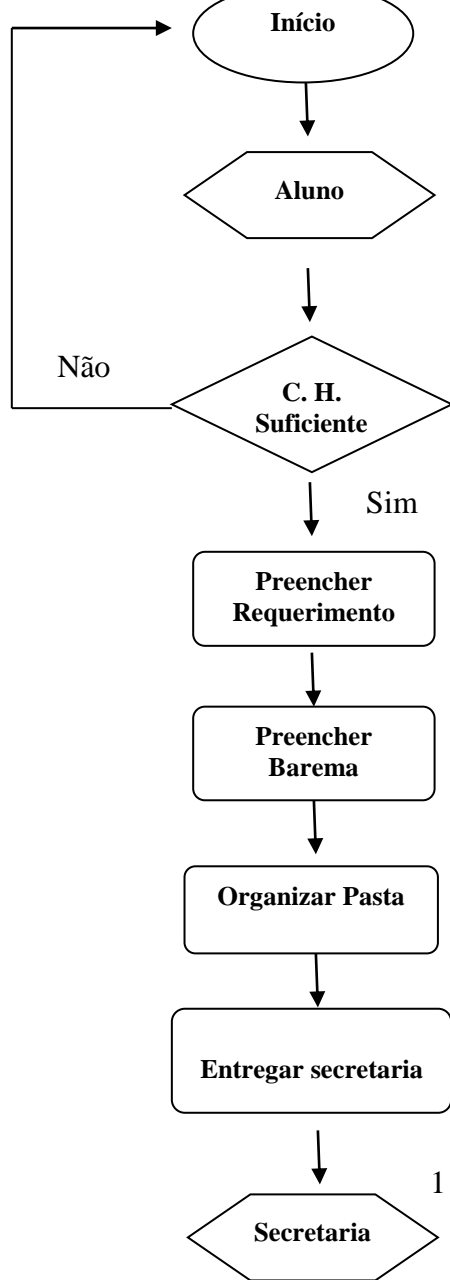 Início
Aluno
Não
C. H.
Suficiente
Sim
Preencher
Requerimento
Preencher
Barema
Organizar Pasta
Entregar secretaria
1
Secretaria